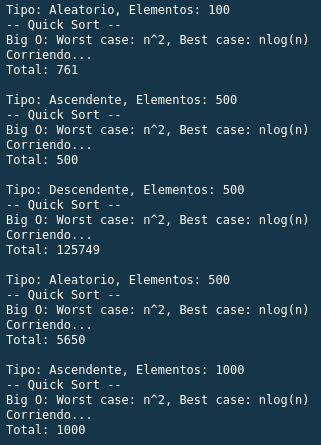 Tipo: Aleatorio, Elementos: 100
-- Quick Sort --
Big O: Worst case: n^2, Best case: nlog(n)
Corriendo...
Total: 761

Tipo: Ascendente, Elementos: 500
-- Quick Sort --
Big O: Worst case: n^2, Best case: nlog(n)
Corriendo...
Total: 500

Tipo: Descendente, Elementos: 500
-- Quick Sort --
Big O: Worst case: n^2, Best case: nlog(n)
Corriendo...
Total: 125749

Tipo: Aleatorio, Elementos: 500
-- Quick Sort --
Big O: Worst case: n^2, Best case: nlog(n)
Corriendo...
Total: 5650

Tipo: Ascendente, Elementos: 1000
-- Quick Sort --
Big O: Worst case: n^2, Best case: nlog(n)
Corriendo...
Total: 1000